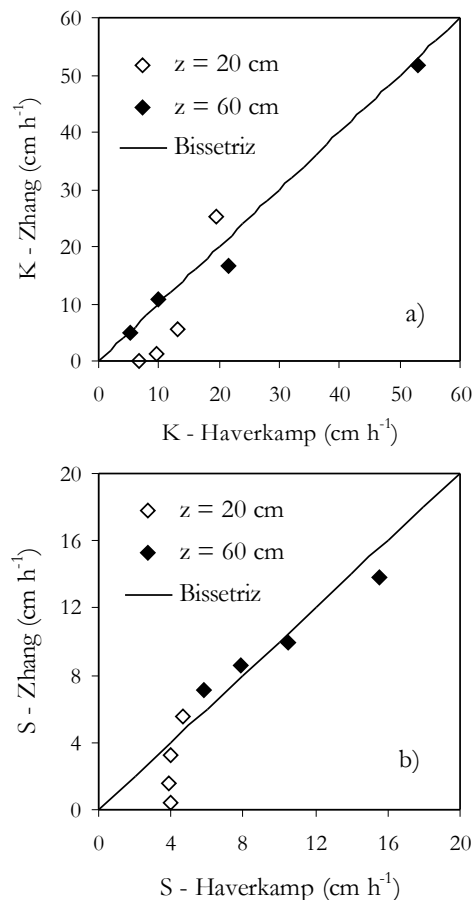 60
50
40
30
20
10
0
K - Zhang (cm h⁻¹)
z = 20 cm
z = 60 cm
Bissetriz
a)
0 10 20 30 40 50 60
K - Haverkamp (cm h⁻¹)
20
16
12
8
4
0
S - Zhang (cm h⁻¹)
z = 20 cm
z = 60 cm
Bissetriz
b)
0 4 8 12 16 20
S - Haverkamp (cm h⁻¹)